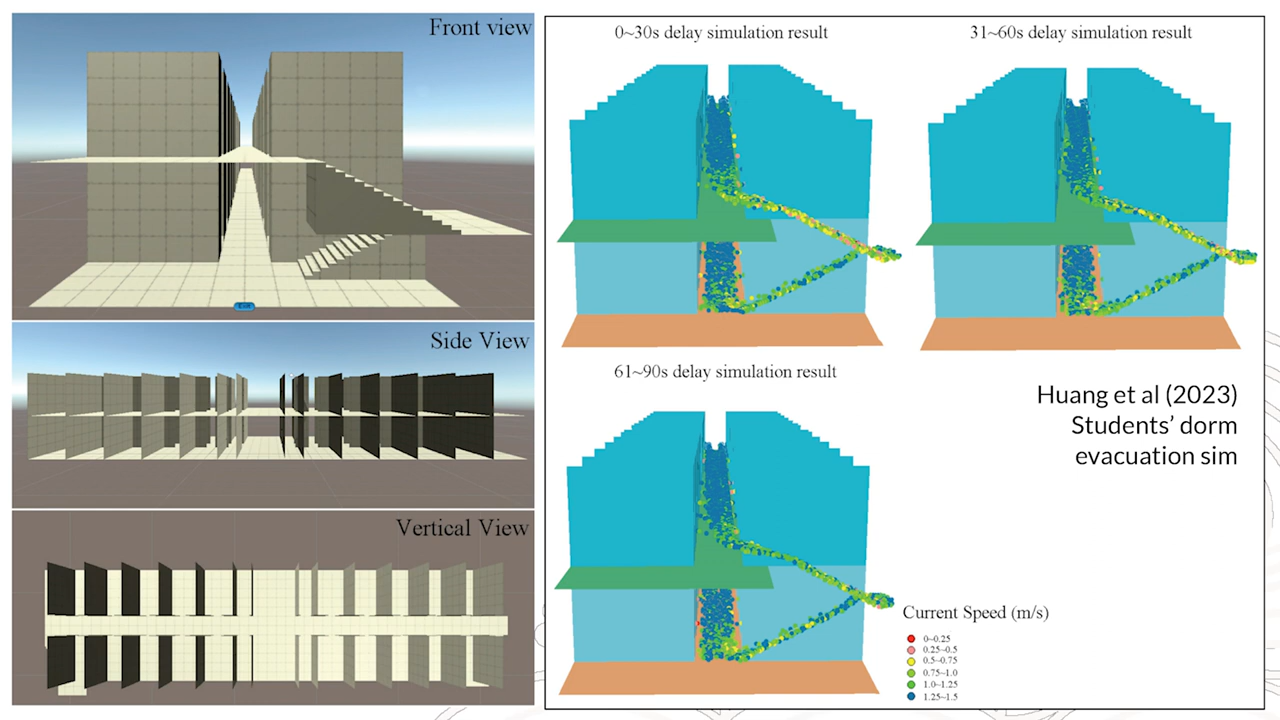 Front view
Side View
Vertical View
0~30s delay simulation result
31~60s delay simulation result
61~90s delay simulation result
Huang et al (2023)
Students’ dorm
evacuation sim
Current Speed (m/s)
0~0.25
0.25~0.5
0.5~0.75
0.75~1.0
1.0~1.25
1.25~1.5